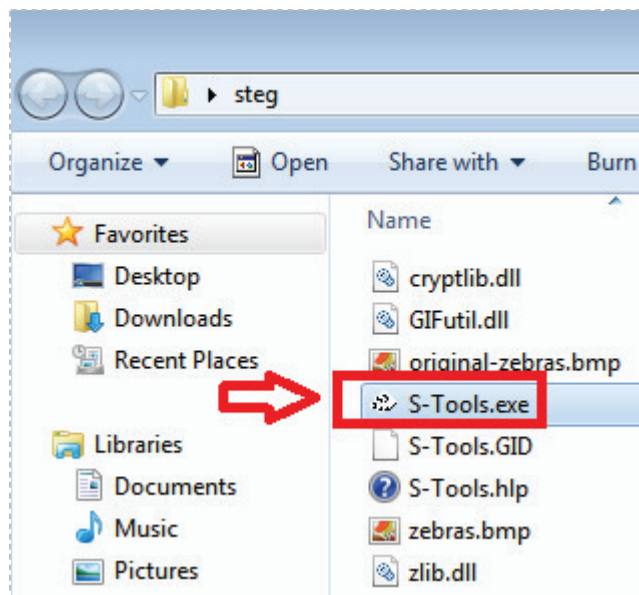 steg
Organize Open Share with Burn
Favorites
Desktop
Downloads
Recent Places
Libraries
Documents
Music
Pictures
Name
cryptlib.dll
GIFutil.dll
original-zebras.bmp
S-Tools.exe
S-Tools.GID
S-Tools.hlp
zebras.bmp
zlib.dll